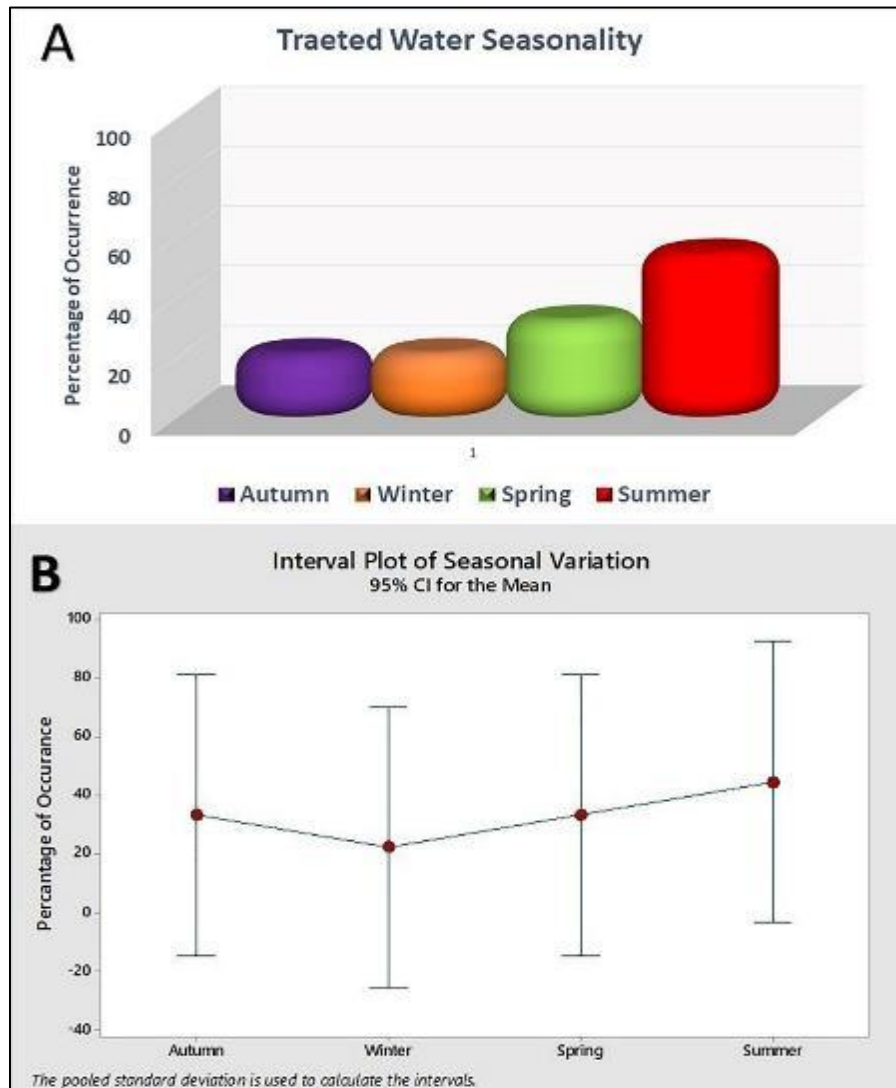 A
Traeted Water Seasonality
Percentage of Occurrence
100
80
60
40
20
0
1
Autumn Winter Spring Summer
B
Interval Plot of Seasonal Variation
95% CI for the Mean
Percentage of Occurance
100
80
60
40
20
0
-20
-40
Autumn Winter Spring Summer
The pooled standard deviation is used to calculate the intervals.